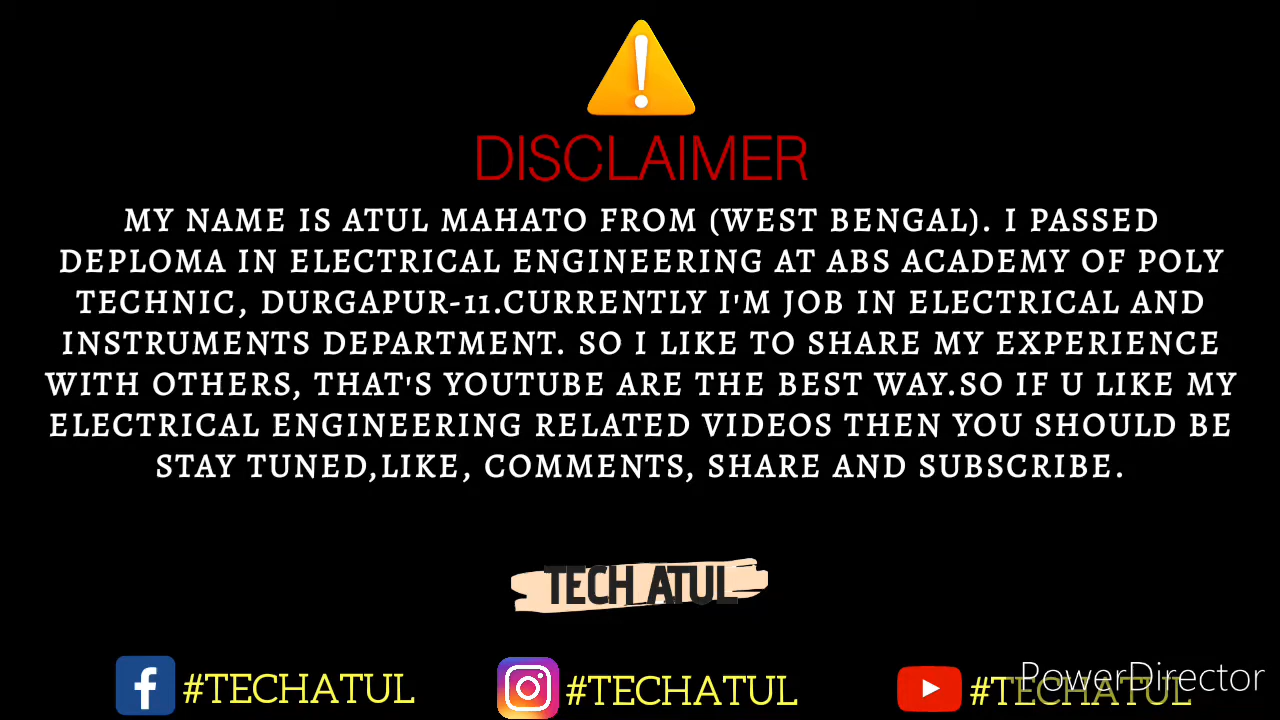 DISCLAIMER
MY NAME IS ATUL MAHATO FROM (WEST BENGAL). I PASSED
DEPLOMA IN ELECTRICAL ENGINEERING AT ABS ACADEMY OF POLY
TECHNIC, DURGAPUR-11.CURRENTLY I'M JOB IN ELECTRICAL AND
INSTRUMENTS DEPARTMENT. SO I LIKE TO SHARE MY EXPERIENCE
WITH OTHERS, THAT'S YOUTUBE ARE THE BEST WAY.SO IF U LIKE MY
ELECTRICAL ENGINEERING RELATED VIDEOS THEN YOU SHOULD BE
STAY TUNED,LIKE, COMMENTS, SHARE AND SUBSCRIBE.
TECH ATUL
#TECHATUL #TECHATUL #TECHATUL
PowerDirector